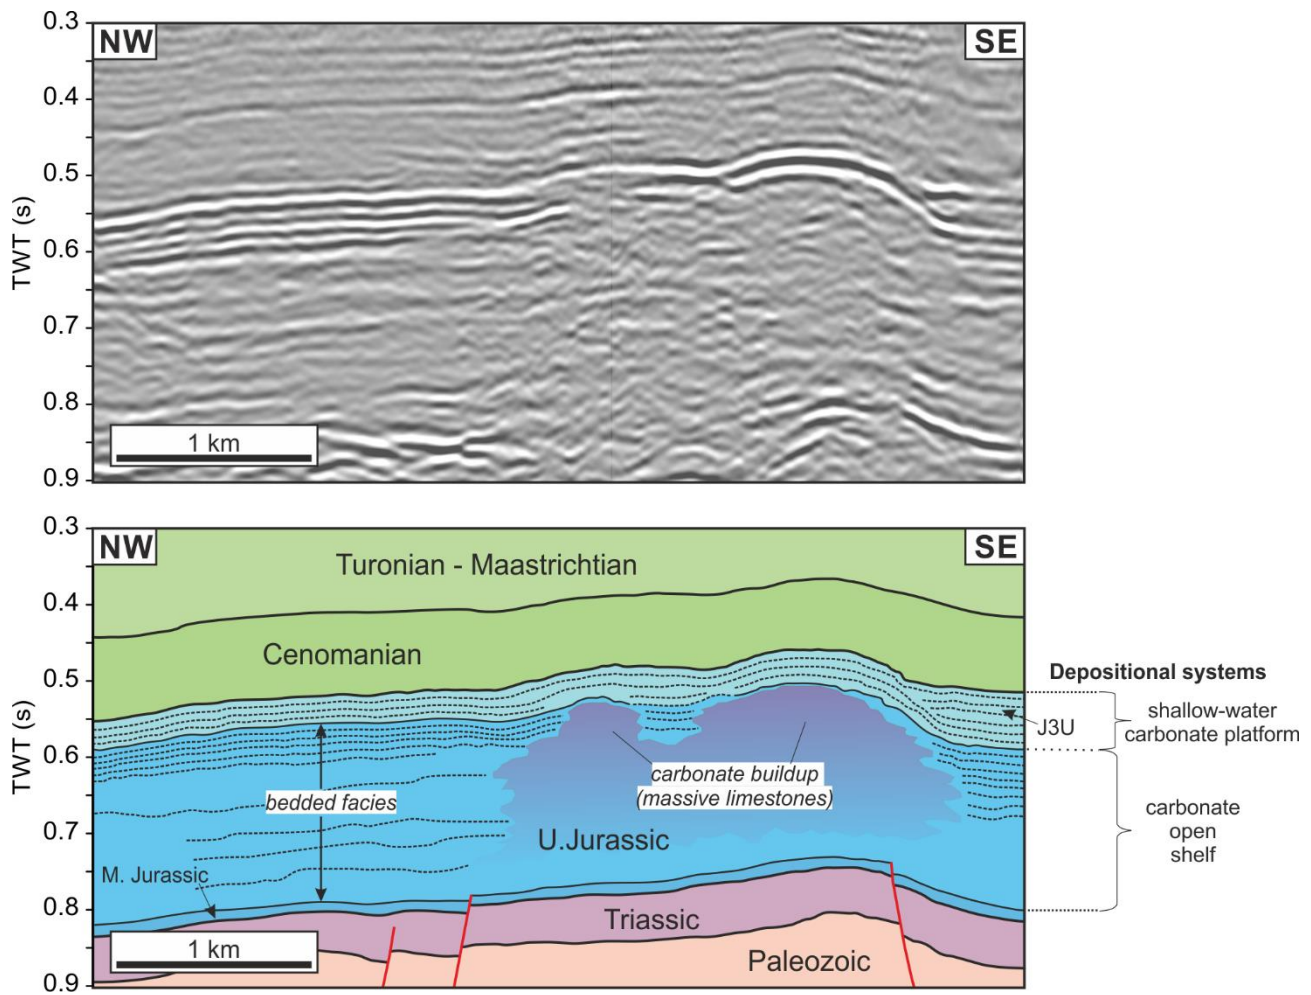 0.3
NW
SE
0.4
0.5
TWT (s)
0.6
0.7
0.8
1 km
0.9
0.3
NW
SE
Turonian - Maastrichtian
0.4
Cenomanian
0.5
Depositional systems
TWT (s)
J3U
shallow-water
carbonate platform
0.6
bedded facies
carbonate buildup
(massive limestones)
0.7
U.Jurassic
carbonate
open
shelf
M. Jurassic
0.8
Triassic
1 km
Paleozoic
0.9